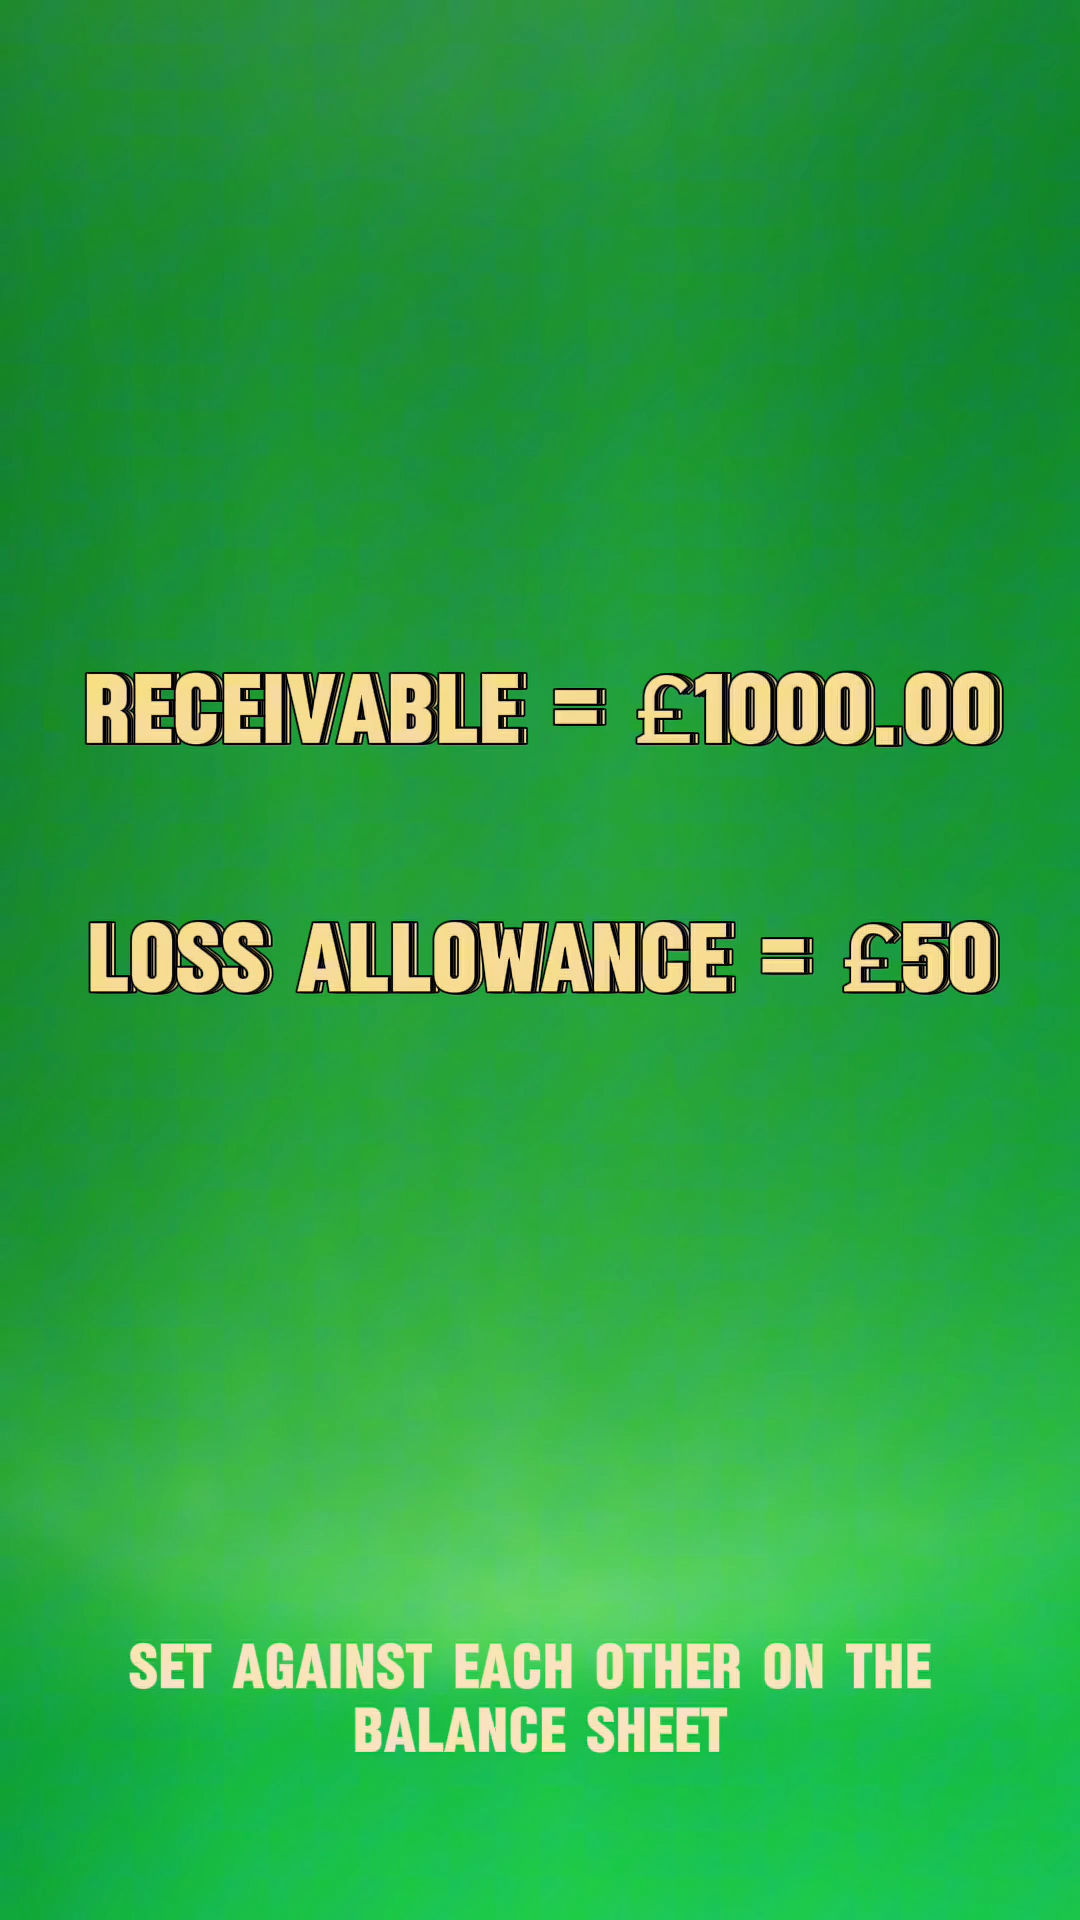 RECEIVABLE = £1000.00
LOSS ALLOWANCE = £50
SET AGAINST EACH OTHER ON THE
BALANCE SHEET